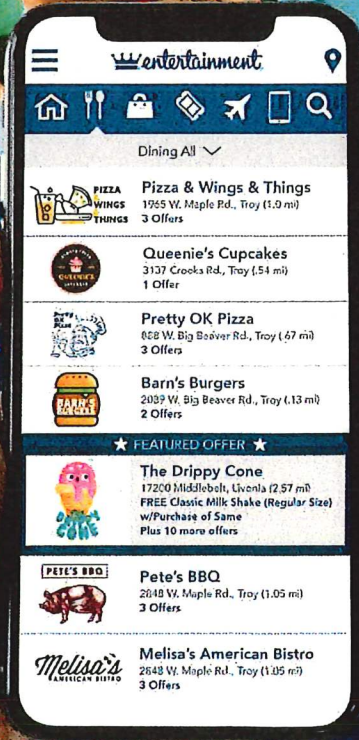 entertainment
Dining All
PIZZA
WINGS
THINGS
Pizza & Wings & Things
1965 W. Maple Rd., Troy (1.0 mi)
3 Offers
QUEENIE'S
Queenie's Cupcakes
3137 Crooks Rd., Troy (.54 mi)
1 Offer
PRETTY
OK
PIZZA
Pretty OK Pizza
888 W. Big Beaver Rd., Troy (.67 mi)
3 Offers
BARN'S
BURGERS
Barn's Burgers
2089 W. Big Beaver Rd., Troy (.13 mi)
2 Offers
★ FEATURED OFFER ★
DRIPPY
CONE
The Drippy Cone
17200 Middlebelt, Livonia (2.57 mi)
FREE Classic Milk Shake (Regular Size)
w/Purchase of Same
Plus 10 more offers
PETE'S BBQ
Pete's BBQ
2848 W. Maple Rd., Troy (1.05 mi)
3 Offers
Melisa's
AMERICAN BISTRO
Melisa's American Bistro
2848 W. Maple Rd., Troy (1.05 mi)
3 Offers